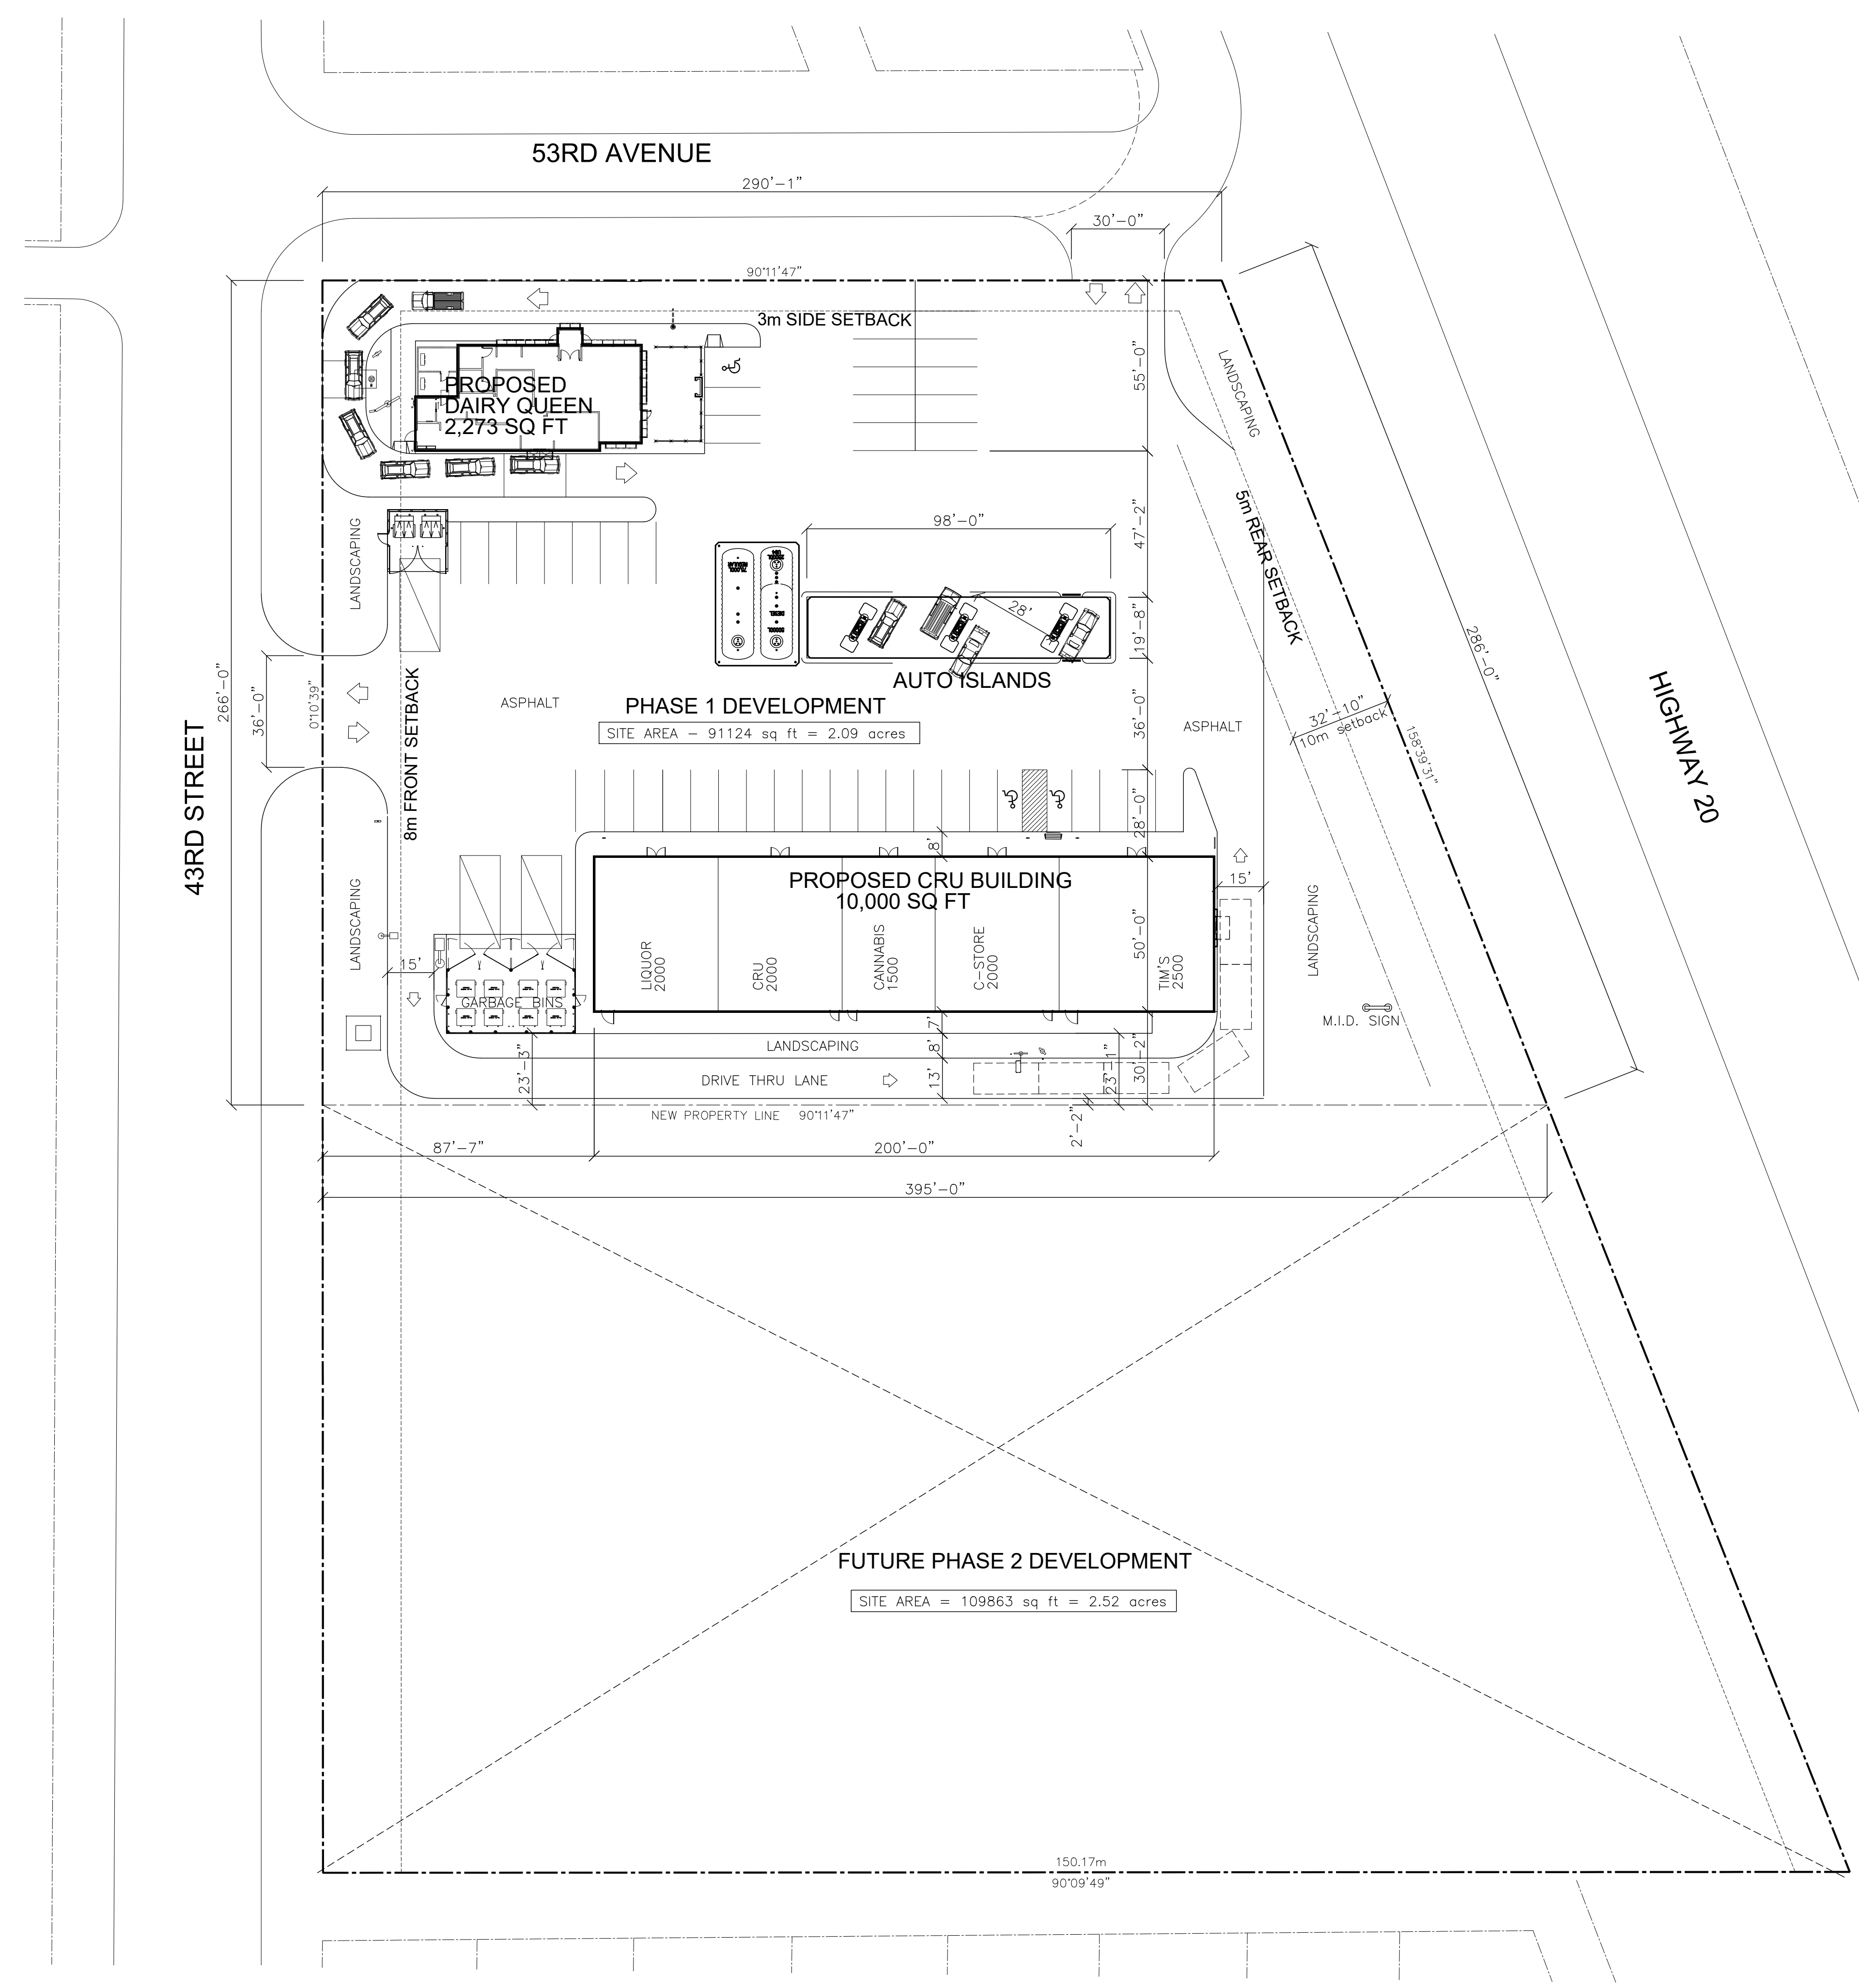 53RD AVENUE
290'-1"
30'-0"
90°11'47"
3m SIDE SETBACK
LANDSCAPING
55'-0"
PROPOSED
DAIRY QUEEN
2,273 SQ FT
5m REAR SETBACK
286'-0"
HIGHWAY 20
LANDSCAPING
98'-0"
47'-2"
28'
19'-8"
AUTO ISLANDS
266'-0"
36'-0"
0°10'39"
43RD STREET
8m FRONT SETBACK
ASPHALT
PHASE 1 DEVELOPMENT
SITE AREA – 91124 sq ft = 2.09 acres
36'-0"
ASPHALT
32'-10"
10m setback
158°39'31"
28'-0"
8'
PROPOSED CRU BUILDING
10,000 SQ FT
15'
LANDSCAPING
LANDSCAPING
15'
GARBAGE BINS
LIQUOR
2000
CRU
2000
CANNABIS
1500
C-STORE
2000
50'-0"
TIM'S
2500
M.I.D. SIGN
7'
LANDSCAPING
8'
23'-3"
DRIVE THRU LANE
13'
23'-1"
30'-2"
NEW PROPERTY LINE 90°11'47"
2'-2"
87'-7"
200'-0"
395'-0"
FUTURE PHASE 2 DEVELOPMENT
SITE AREA = 109863 sq ft = 2.52 acres
150.17m
90°09'49"